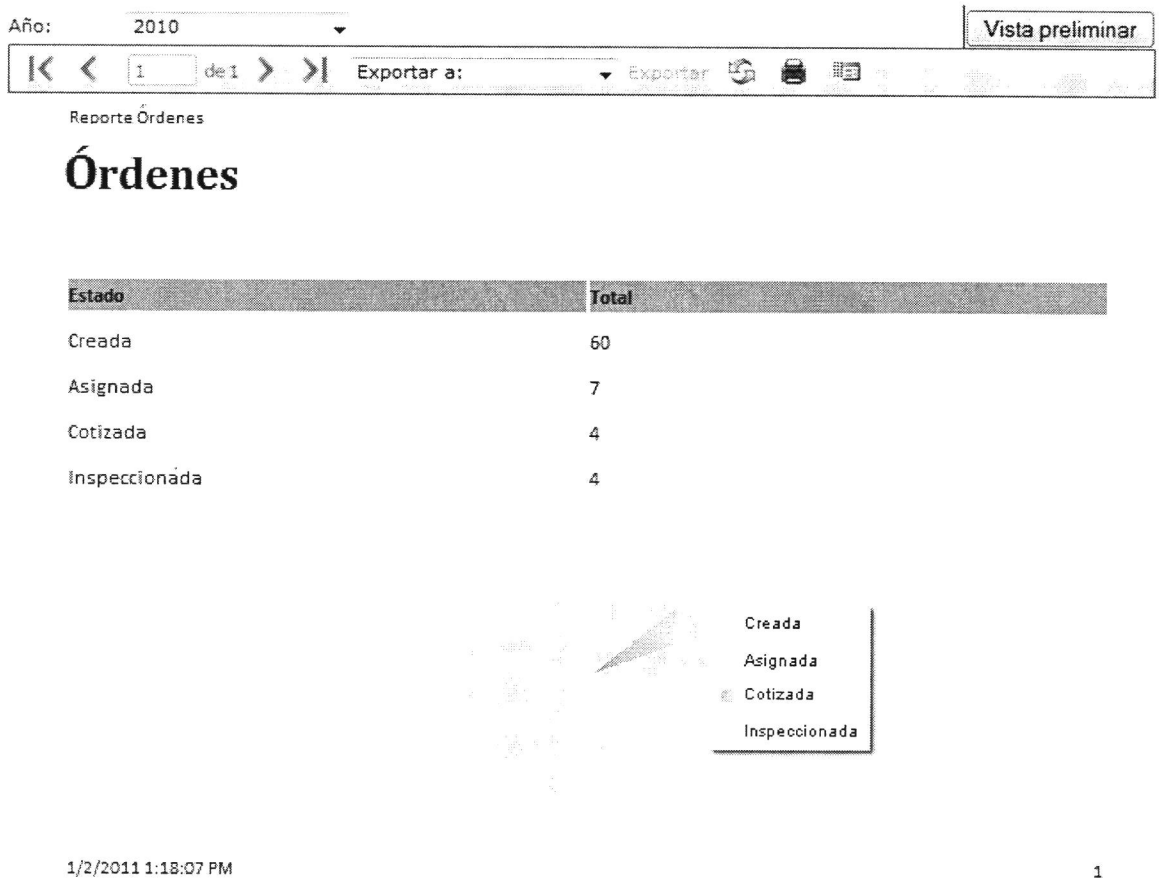 Año: 2010 Vista preliminar
1 de 1 Exportar a: Exportar
Reporte Órdenes
Órdenes
Estado Total
Creada 60
Asignada 7
Cotizada 4
Inspeccionada 4
Creada
Asignada
Cotizada
Inspeccionada
1/2/2011 1:18:07 PM 1